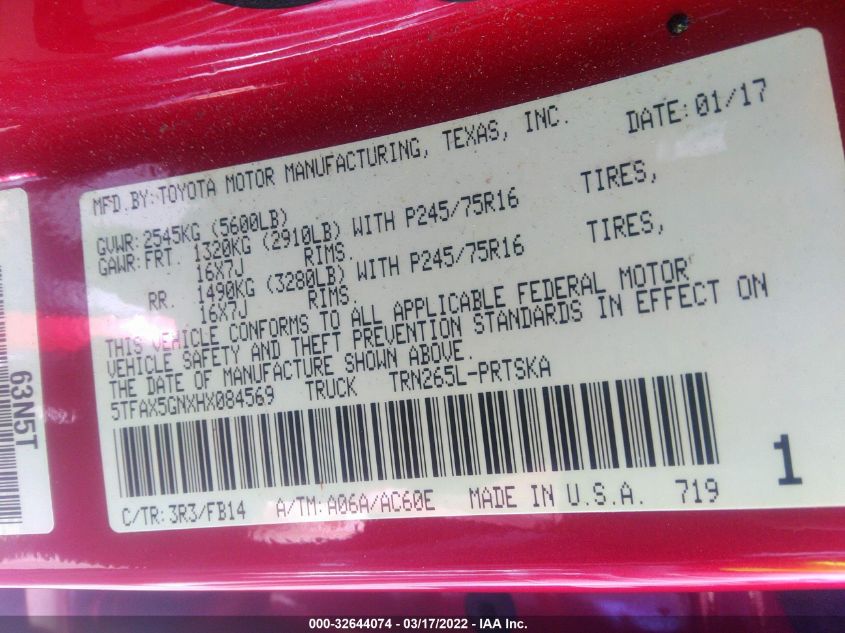 MFD.BY:TOYOTA MOTOR MANUFACTURING, TEXAS, INC. DATE:01/17
GVWR:2545KG (5600LB)
GAWR:FRT. 1320KG (2910LB) WITH P245/75R16 TIRES,
16X7J RIMS.
RR. 1490KG (3280LB) WITH P245/75R16 TIRES,
16X7J RIMS.
THIS VEHICLE CONFORMS TO ALL APPLICABLE FEDERAL MOTOR
VEHICLE SAFETY AND THEFT PREVENTION STANDARDS IN EFFECT ON
THE DATE OF MANUFACTURE SHOWN ABOVE.
5TFAX5GNXHX084569 TRUCK TRN265L-PRTSKA
1
C/TR:3R3/FB14 A/TM:A06A/AC60E MADE IN U.S.A. 719
63N5T
000-32644074 - 03/17/2022 - IPSTL